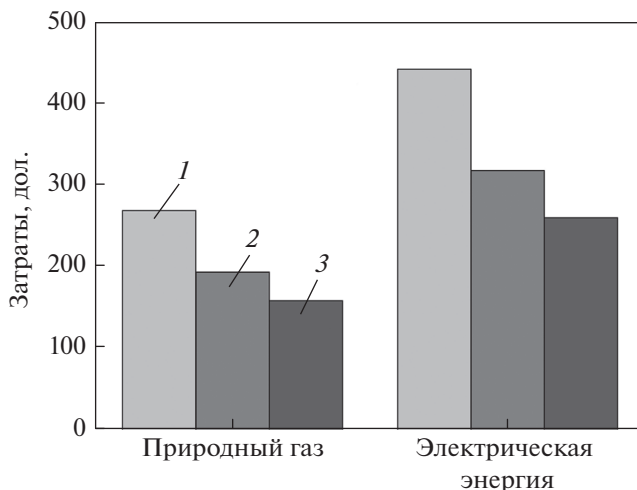 500
400
300
200
100
0
Затраты, дол.
1
2
3
Природный газ
Электрическая
энергия